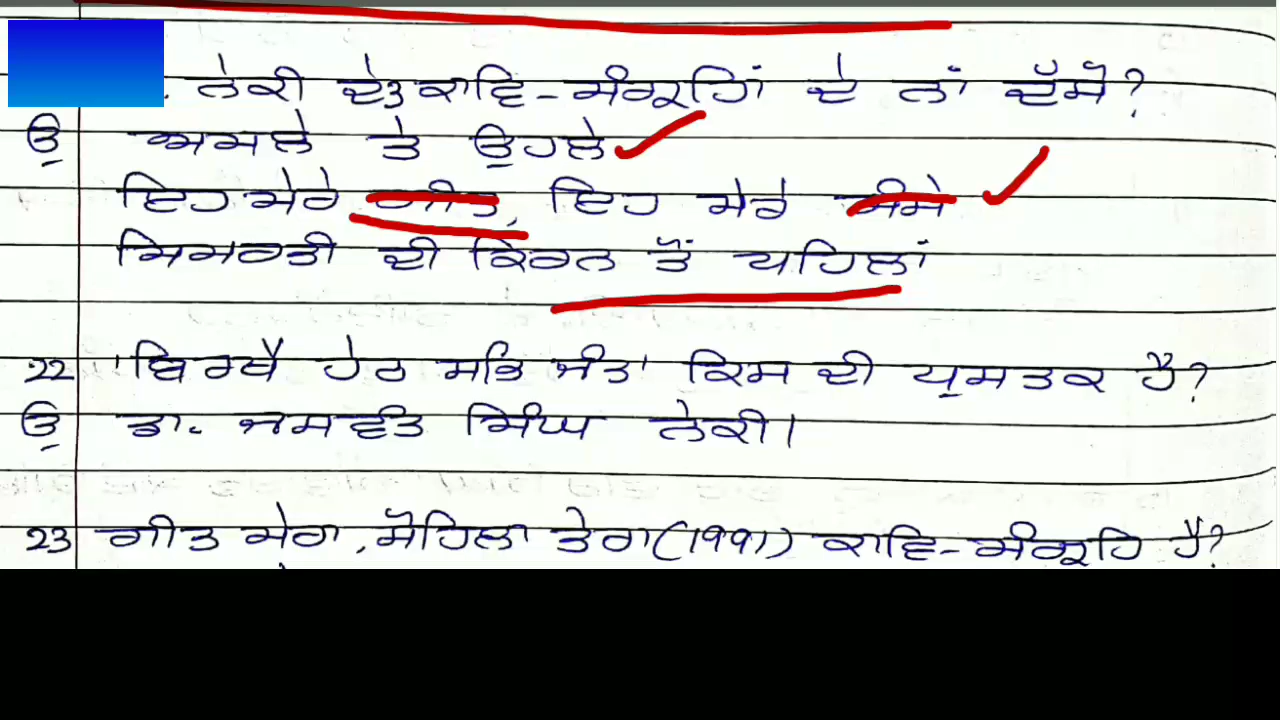 . ਨੇਕੀ ਦੇ ਕਾਵਿ-ਸੰਗ੍ਰਹਿਾਂ ਦੇ ਨਾਂ ਦੱਸੋ?
ਉ ਅਸਲੇ ਤੇ ਉਹਲੇ
ਇਹ ਮੇਰੇ ਗੀਤ, ਇਹ ਮੇਰੇ
ਸਿਮਰਤੀ ਦੀ ਕਿਰਨ ਤੋਂ ਪਹਿਲਾਂ
22 'ਬਿਰਖੈ ਹੇਠ ਸਭਿ ਜੰਤ' ਕਿਸ ਦੀ ਪੁਸਤਕ ਹੈ?
ਉ ਡਾ. ਜਸਵੰਤ ਸਿੰਘ ਨੇਕੀ।
23 ਗੀਤ ਮੇਰਾ, ਸੋਹਿਲਾ ਤੇਰਾ (1991) ਕਾਵਿ-ਸੰਗ੍ਰਹਿ ਹੈ?